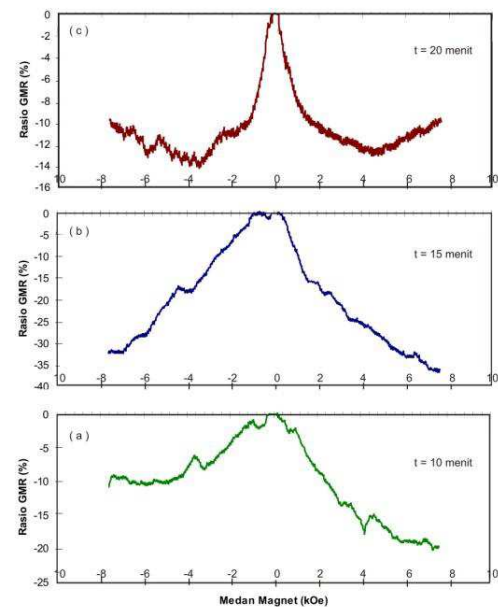 ( c )
t = 20 menit
Rasio GMR (%)
0
-2
-4
-6
-8
-10
-12
-14
-16
10 -8 -6 -4 -2 0 2 4 6 8 10
( b )
t = 15 menit
Rasio GMR (%)
0
-5
-10
-15
-20
-25
-30
-35
-40
10 -8 -6 -4 -2 0 2 4 6 8 10
( a )
t = 10 menit
Rasio GMR (%)
0
-5
-10
-15
-20
-25
10 -8 -6 -4 -2 0 2 4 6 8 10
Medan Magnet (kOe)